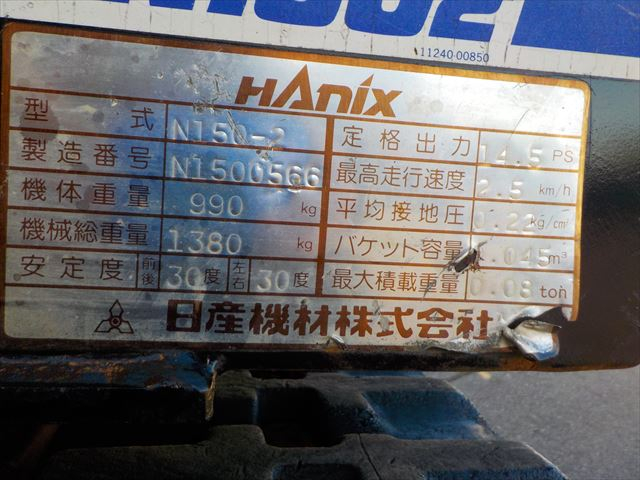 11240-00850
HANIX
型式 N150-2 定格出力 14.5 PS
製造番号 N1500566 最高走行速度 2.5 km/h
機体重量 990 kg 平均接地圧 0.22 kg/cm²
機械総重量 1380 kg バケット容量 0.045 m³
安定度 前後 30度 左右 30度 最大積載重量 0.08 ton
日産機材株式会社